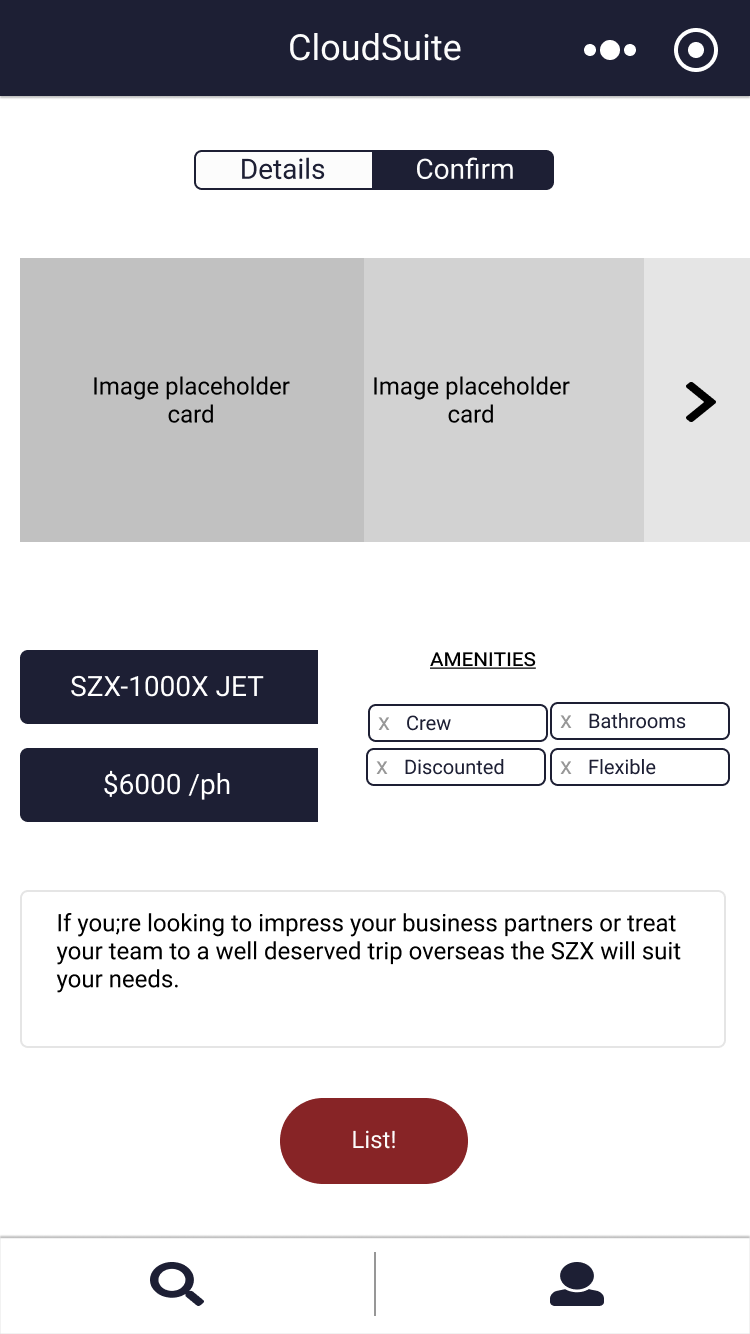 CloudSuite
Details
Confirm
Image placeholder
card
Image placeholder
card
SZX-1000X JET
$6000 /ph
AMENITIES
x Crew
x Bathrooms
x Discounted
x Flexible
If you;re looking to impress your business partners or treat
your team to a well deserved trip overseas the SZX will suit
your needs.
List!